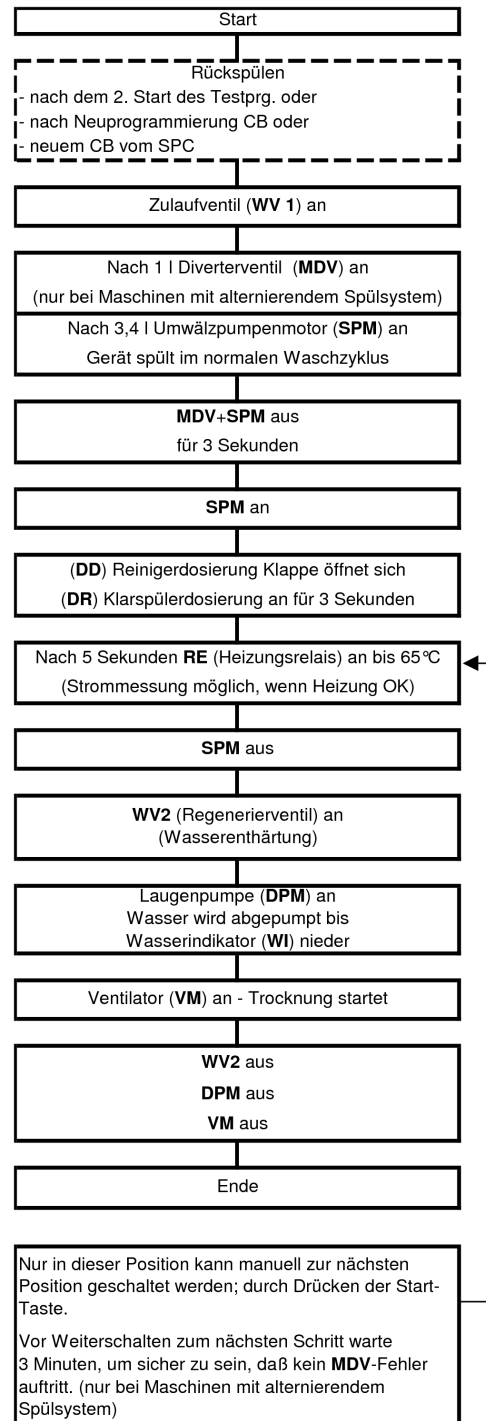 Start
Rückspülen
- nach dem 2. Start des Testprg. oder
- nach Neuprogrammierung CB oder
- neuem CB vom SPC
Zulaufventil (WV 1) an
Nach 1 l Diverterventil (MDV) an
(nur bei Maschinen mit alternierendem Spülsystem)
Nach 3,4 l Umwälzpumpenmotor (SPM) an
Gerät spült im normalen Waschzyklus
MDV+SPM aus
für 3 Sekunden
SPM an
(DD) Reinigerdosierung Klappe öffnet sich
(DR) Klarspülerdosierung an für 3 Sekunden
Nach 5 Sekunden RE (Heizungsrelais) an bis 65°C
(Strommessung möglich, wenn Heizung OK)
SPM aus
WV2 (Regenerierventil) an
(Wasserenthärtung)
Laugenpumpe (DPM) an
Wasser wird abgepumpt bis
Wasserindikator (WI) nieder
Ventilator (VM) an - Trocknung startet
WV2 aus
DPM aus
VM aus
Ende
Nur in dieser Position kann manuell zur nächsten
Position geschaltet werden; durch Drücken der Start-
Taste.
Vor Weiterschalten zum nächsten Schritt warte
3 Minuten, um sicher zu sein, daß kein MDV-Fehler
auftritt. (nur bei Maschinen mit alternierendem
Spülsystem)